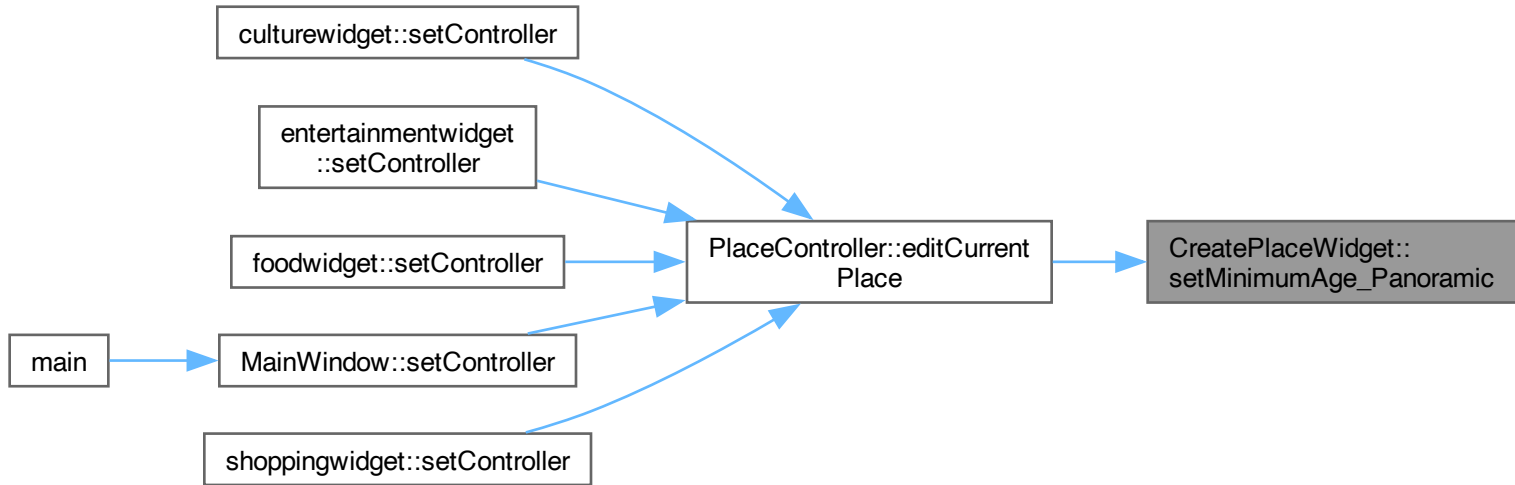 culturewidget::setController
entertainmentwidget
::setController
foodwidget::setController
main
MainWindow::setController
shoppingwidget::setController
PlaceController::editCurrent
Place
CreatePlaceWidget::
setMinimumAge_Panoramic